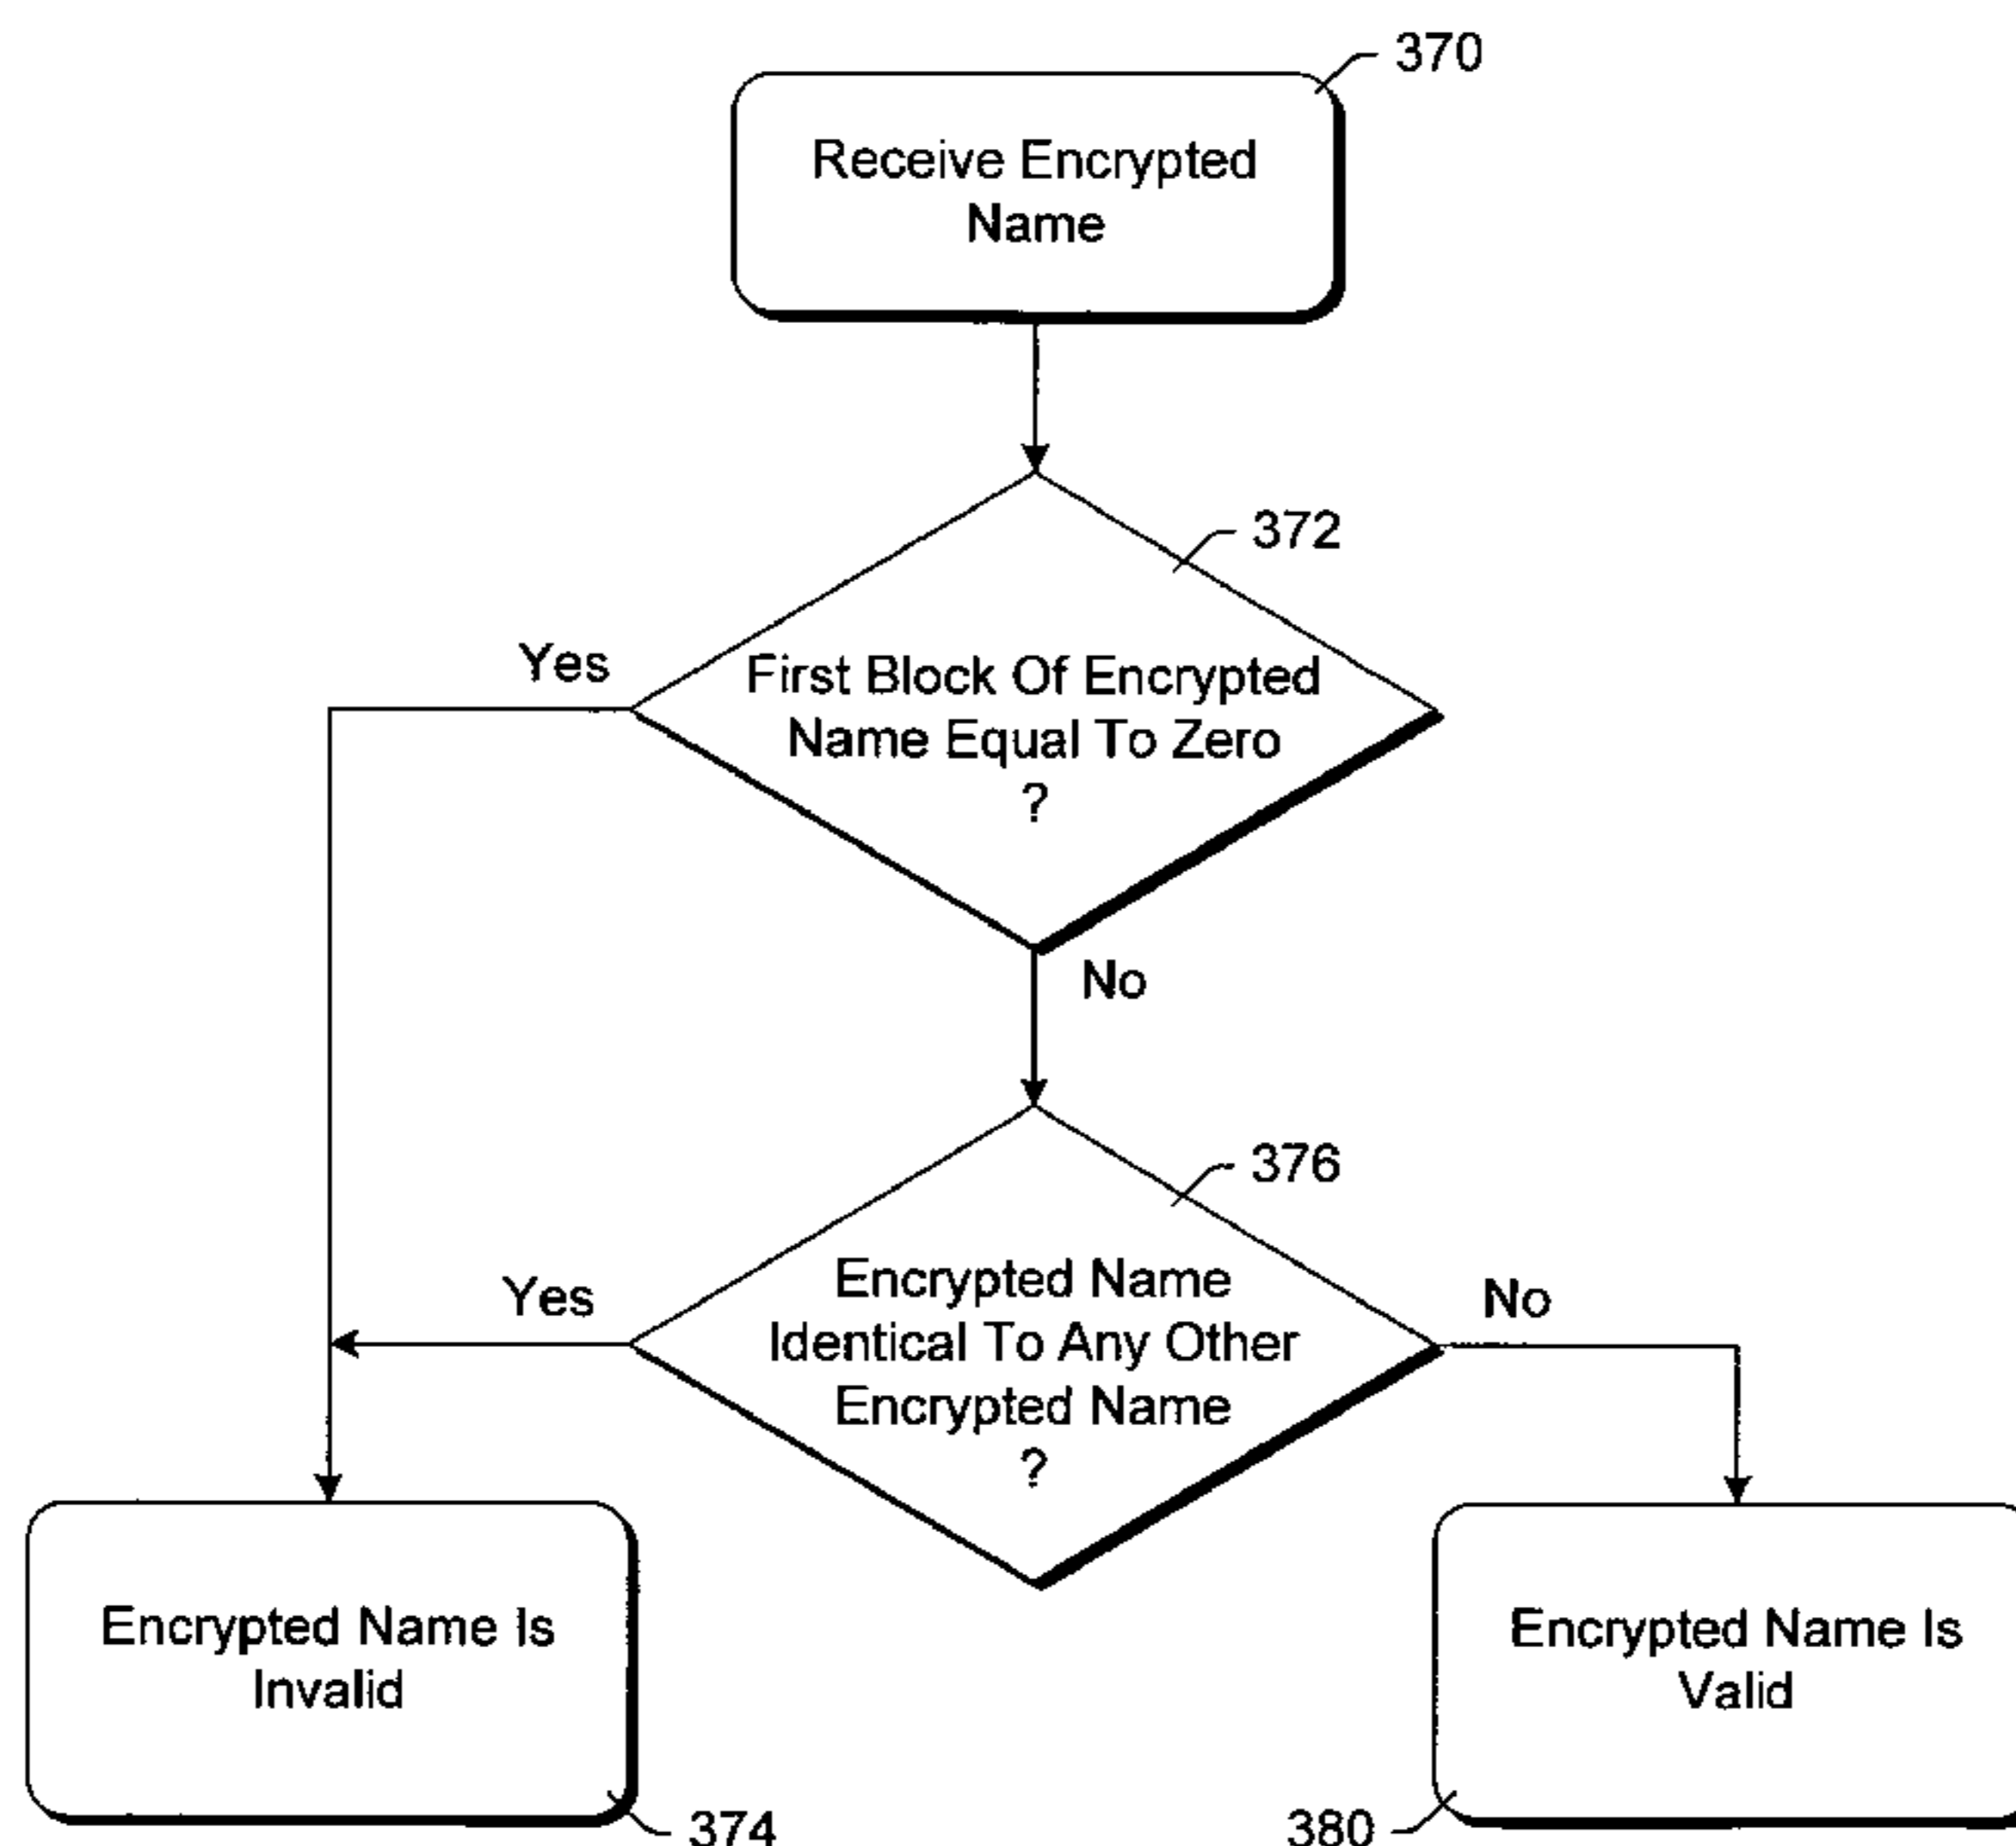 370
Receive Encrypted
Name
372
Yes
First Block Of Encrypted
Name Equal To Zero
?
No
376
Yes
Encrypted Name
Identical To Any Other
Encrypted Name
?
No
Encrypted Name Is
Invalid
Encrypted Name Is
Valid
374
380